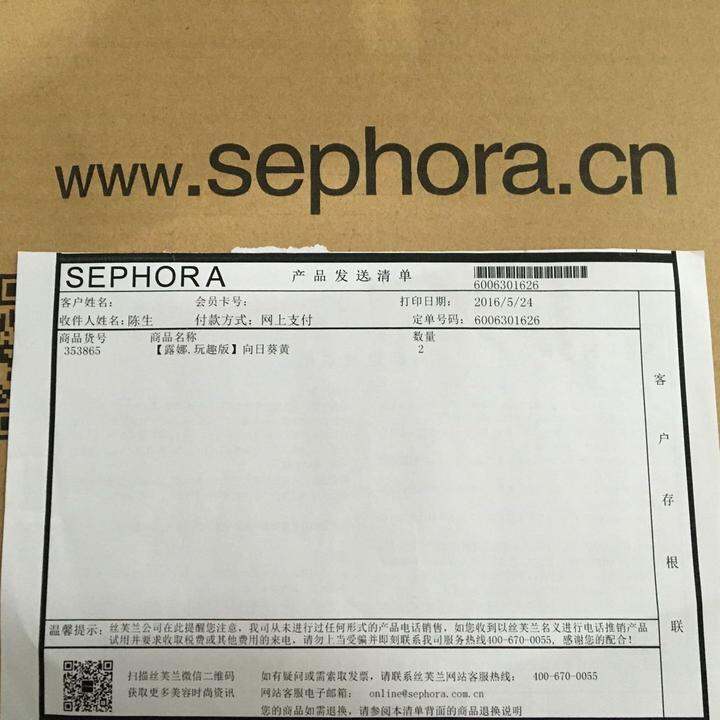 www.sephora.cn
SEPHORA 产品发送清单 6006301626
客户姓名: 会员卡号: 打印日期: 2016/5/24
收件人姓名:陈生 付款方式:网上支付 定单号码: 6006301626
商品货号 商品名称 数量
353865 【露娜.玩趣版】向日葵黄 2
客户存根联
温馨提示: 丝芙兰公司在此提醒您注意, 我司从未进行过任何形式的产品电话销售, 如您收到以丝芙兰名义进行电话推销产品
试用并要求收取税费或其他费用的来电, 请勿上当受骗并即刻联系我司服务热线400-670-0055, 感谢您的配合!
扫描丝芙兰微信二维码 如有疑问或需索取发票, 请联系丝芙兰网站客服热线: 400-670-0055
获取更多美容时尚资讯 网站客服电子邮箱: online@sephora.com.cn
您的商品如需退换, 请参阅本清单背面的商品退换说明